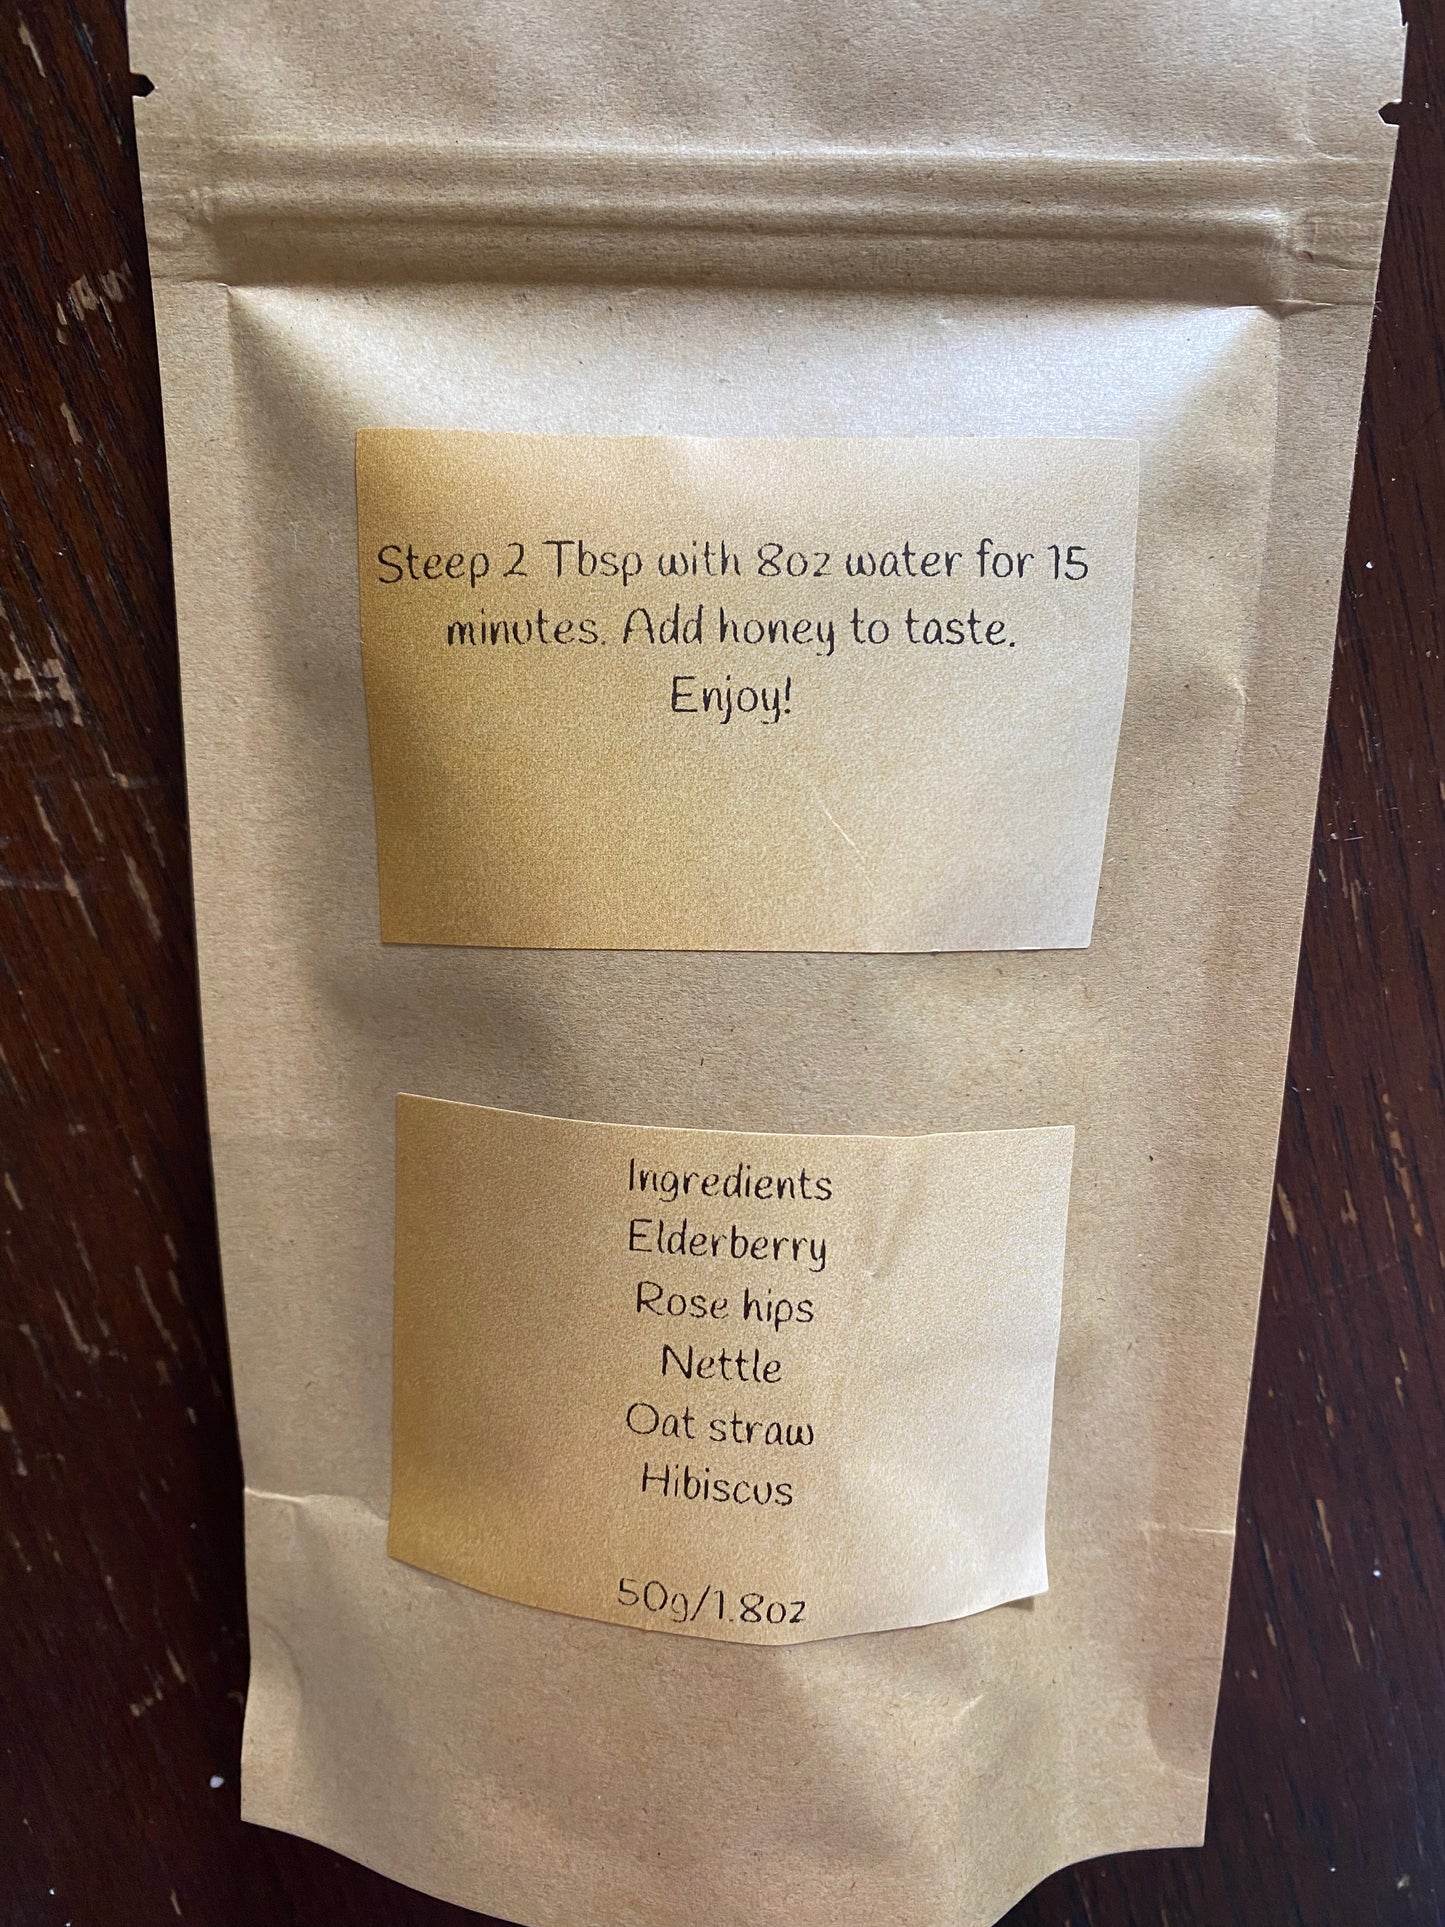 Steep 2 Tbsp with 8oz water for 15
minutes. Add honey to taste.
Enjoy!
Ingredients
Elderberry
Rose hips
Nettle
Oat straw
Hibiscus
50g/1.8oz